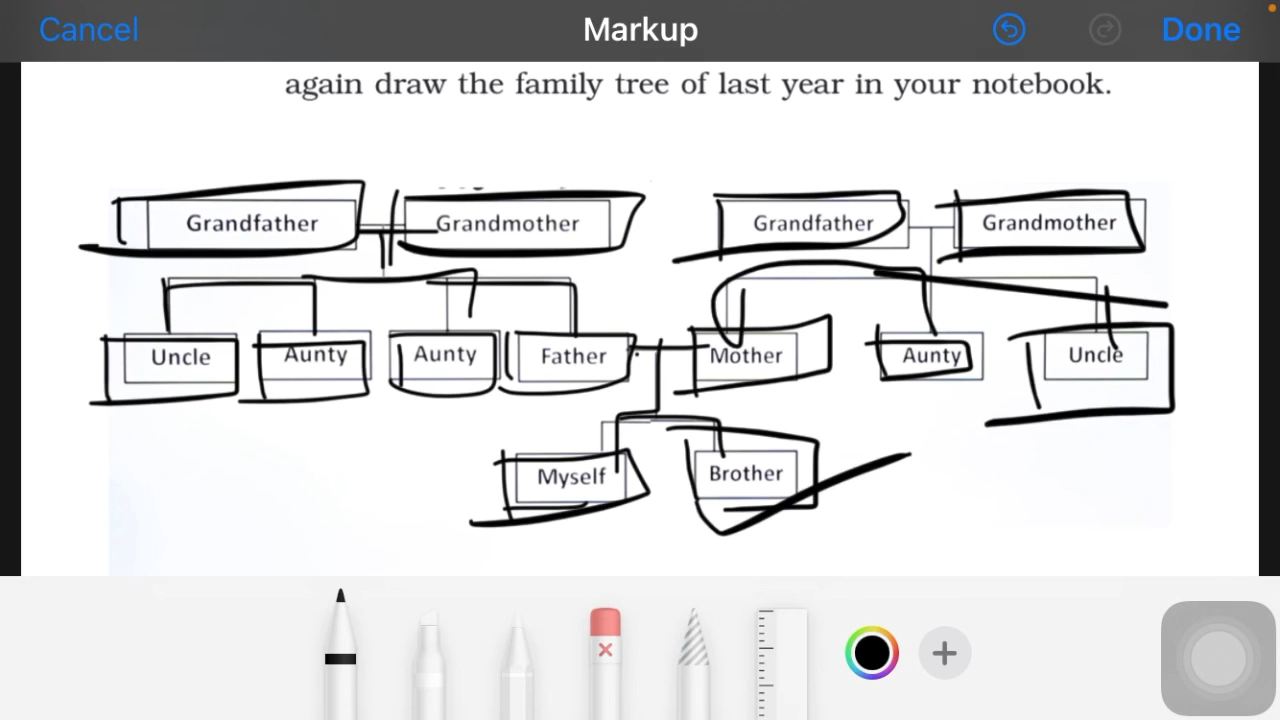 Cancel Markup Done
again draw the family tree of last year in your notebook.
Grandfather Grandmother Grandfather Grandmother
Uncle Aunty Aunty Father Mother Aunty Uncle
Myself Brother